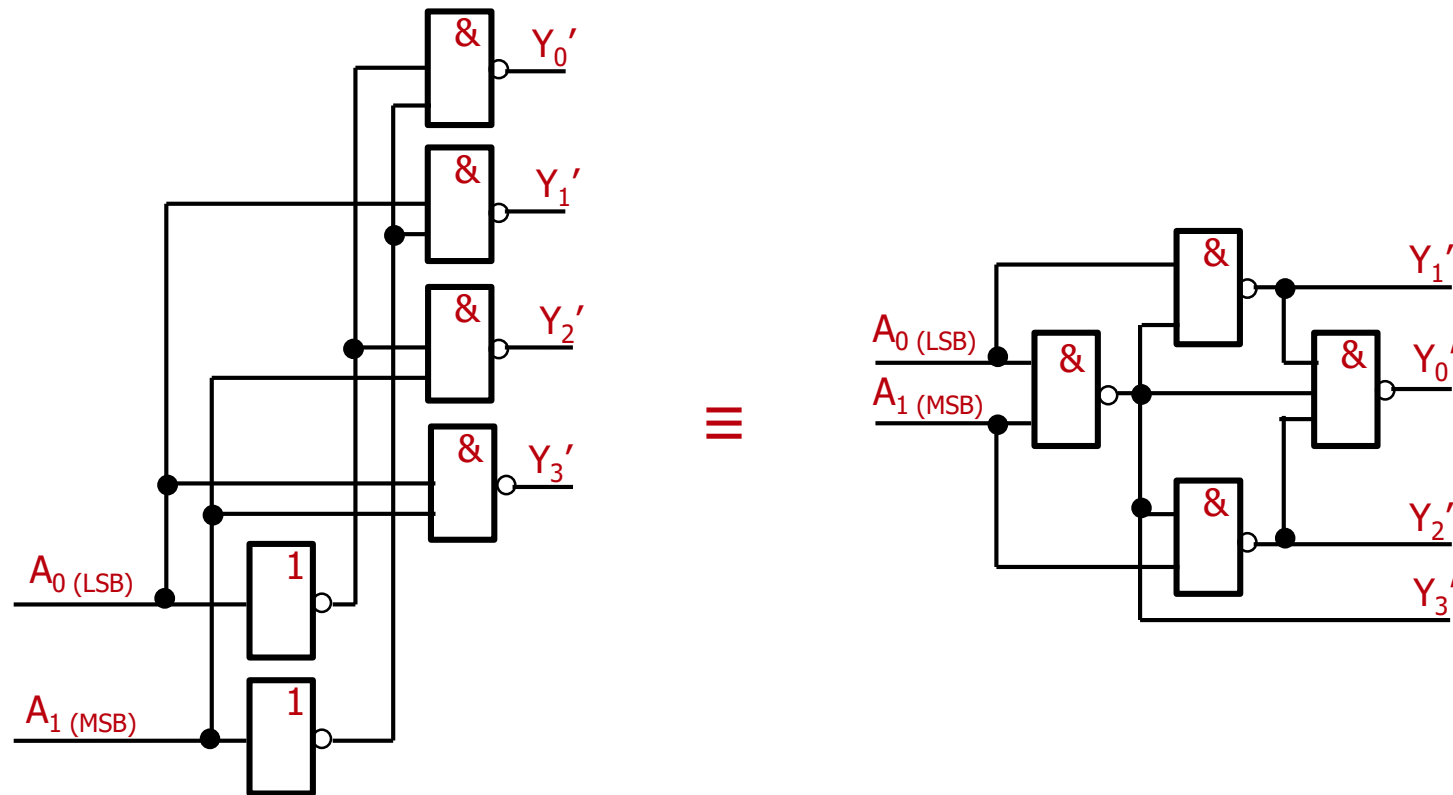 &
Y₀’
&
Y₁’
&
Y₂’
&
Y₃’
A₀ (LSB)
1
A₁ (MSB)
1
≡
&
Y₁’
A₀ (LSB)
&
&
Y₀’
A₁ (MSB)
&
Y₂’
Y₃’